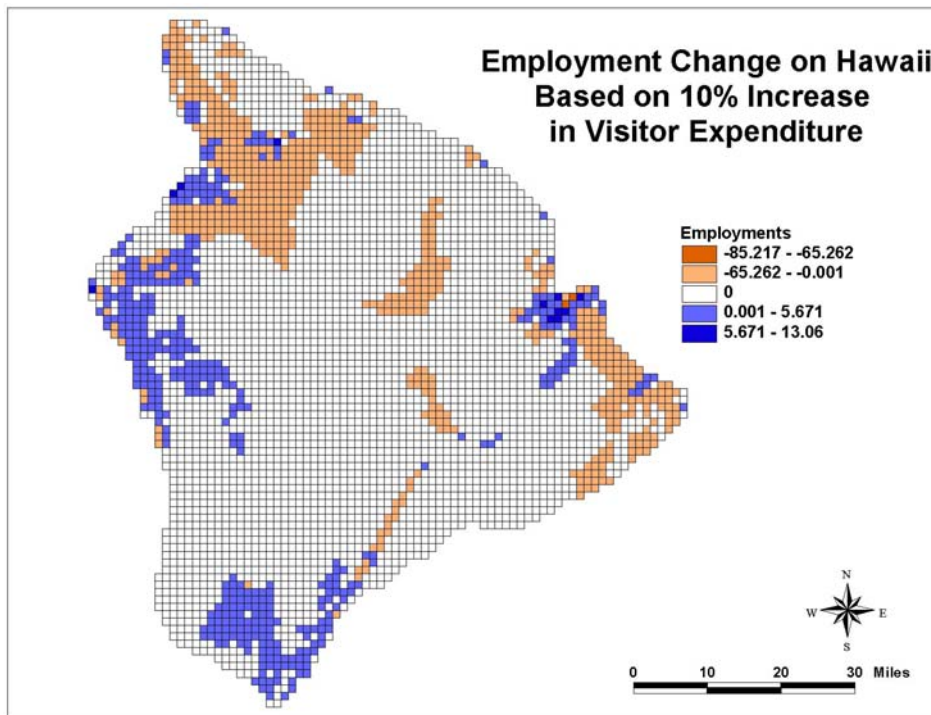 Employment Change on Hawaii
Based on 10% Increase
in Visitor Expenditure
Employments
-85.217 - -65.262
-65.262 - -0.001
0
0.001 - 5.671
5.671 - 13.06
N
W E
S
0 10 20 30 Miles